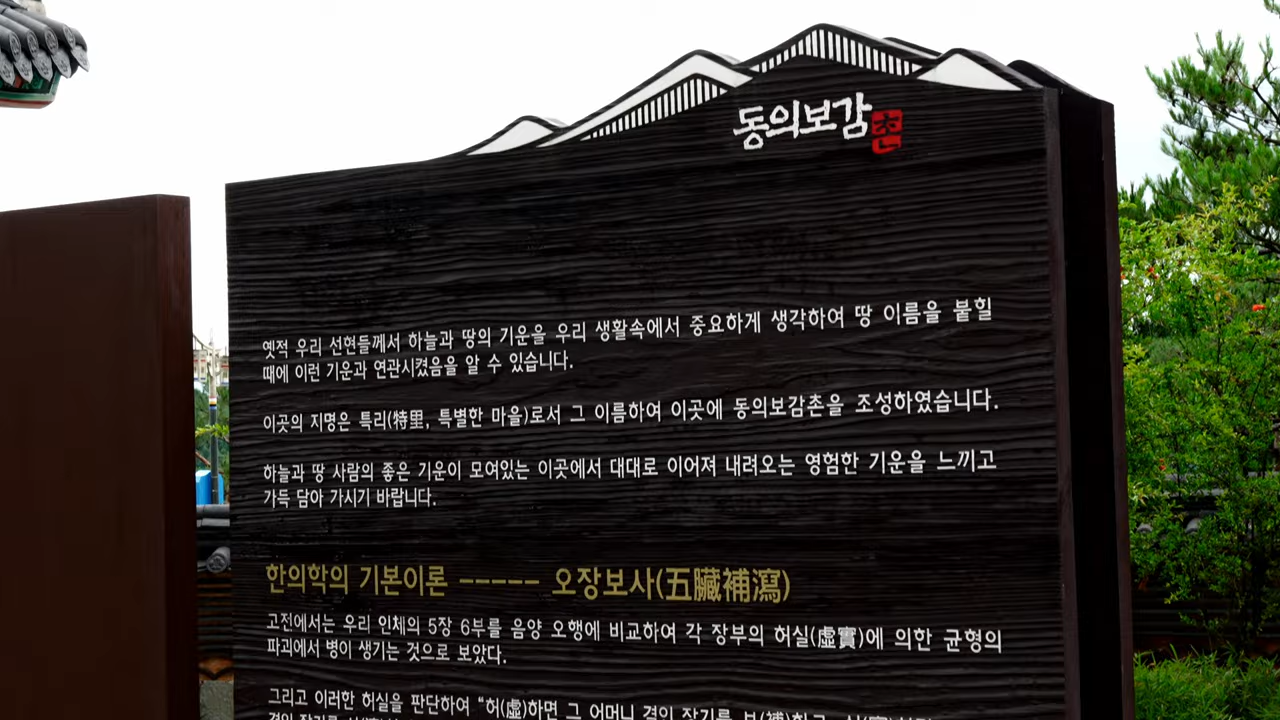 동의보감촌
옛적 우리 선현들께서 하늘과 땅의 기운을 우리 생활속에서 중요하게 생각하여 땅 이름을 붙힐
때에 이런 기운과 연관시켰음을 알 수 있습니다.
이곳의 지명은 특리(特里, 특별한 마을)로서 그 이름하여 이곳에 동의보감촌을 조성하였습니다.
하늘과 땅 사람의 좋은 기운이 모여있는 이곳에서 대대로 이어져 내려오는 영험한 기운을 느끼고
가득 담아 가시기 바랍니다.
한의학의 기본이론 ----- 오장보사(五臟補瀉)
고전에서는 우리 인체의 5장 6부를 음양 오행에 비교하여 각 장부의 허실(虛實)에 의한 균형의
파괴에서 병이 생기는 것으로 보았다.
그리고 이러한 허실을 판단하여 "허(虛)하면 그 어머니 격인 장기를 보(補)하고,